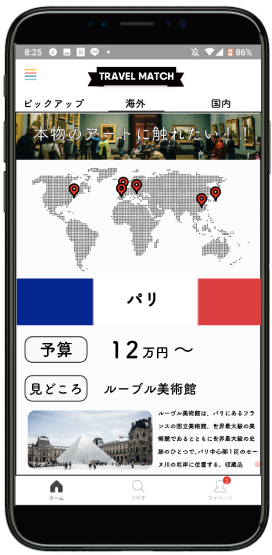 8:25 86%
TRAVEL MATCH
ピックアップ 海外 国内
本物のアートに触れたい！
パリ
予算 12万円〜
見どころ ルーブル美術館
ルーブル美術館は、パリにあるフラ
ンスの国立美術館。世界最大級の美
術館であるとともに世界最大級の史
跡のひとつで、パリ中心部1区のセー
ヌ川の右岸に位置する。収蔵品
2
ホーム さがす マイページ